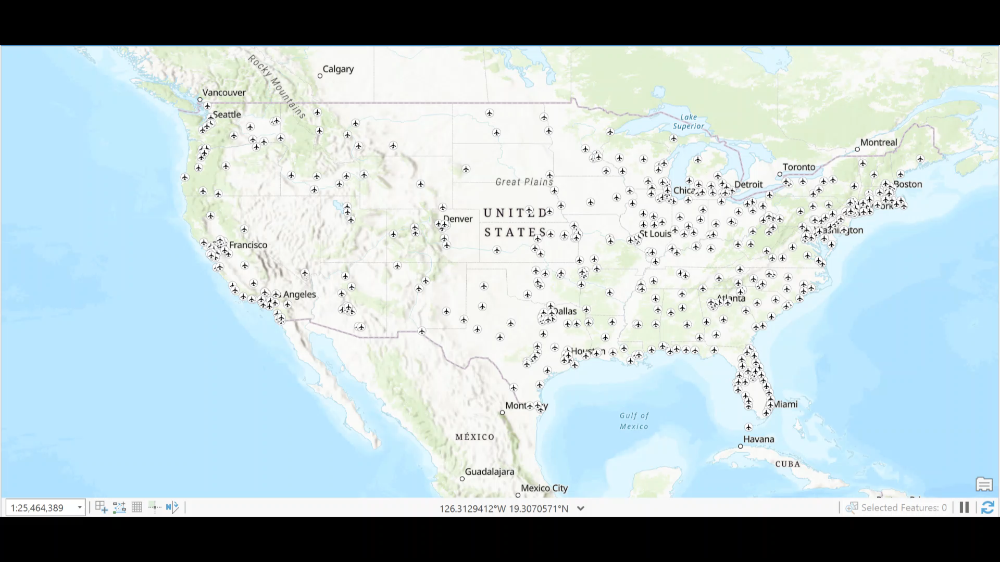 Calgary
Rocky Mountains
Vancouver
Seattle
Lake
Superior
Montreal
Toronto
Great Plains
Detroit
Boston
Chica
UNITED
STATES
Denver
ork
St Louis
ashington
Francisco
Angeles
Atlanta
Dallas
Houston
Miami
Gulf of
Mexico
MÉXICO
Havana
CUBA
Guadalajara
Mexico City
1:25,464,389
126.3129412°W 19.3070571°N
Selected Features: 0